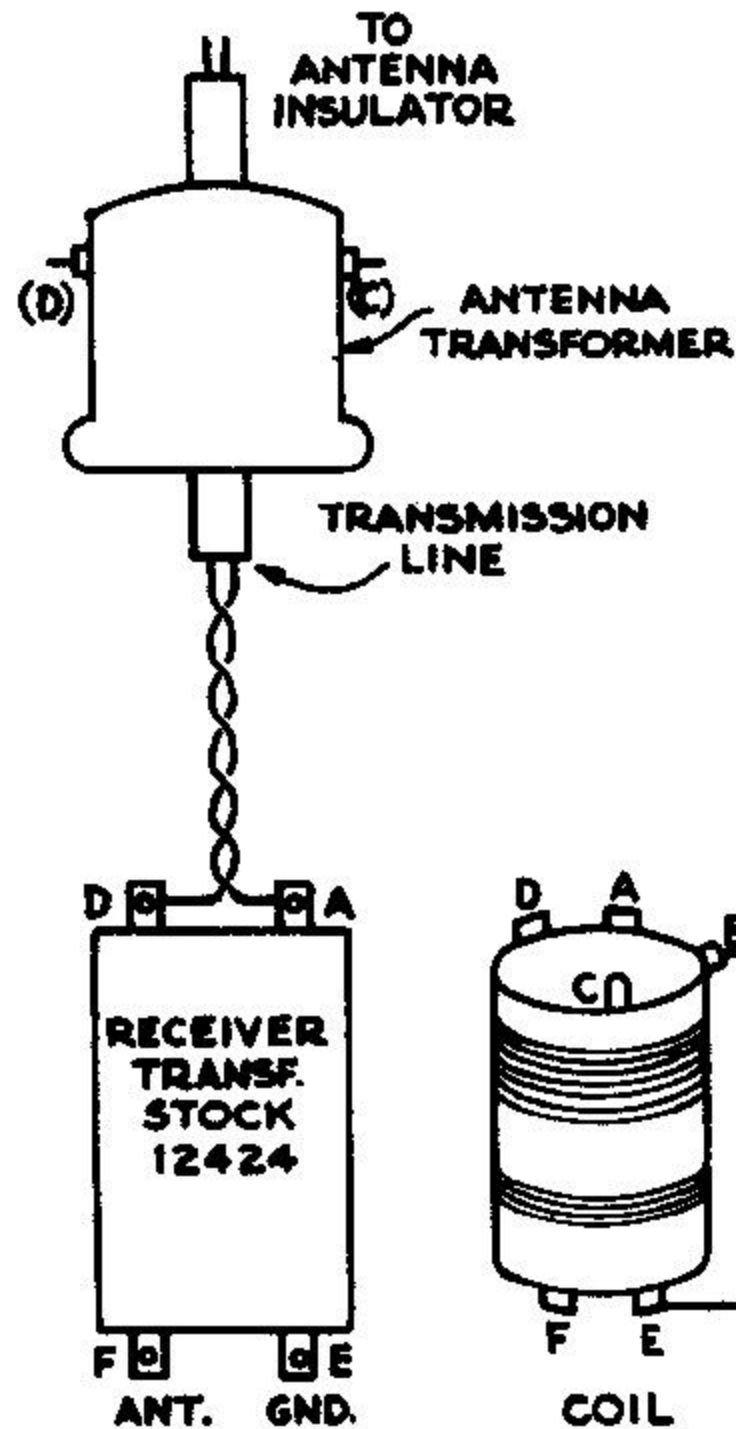 TO
ANTENNA
INSULATOR
(D)
(C)
ANTENNA
TRANSFORMER
TRANSMISSION
LINE
D
A
RECEIVER
TRANSF.
STOCK
12424
F
E
ANT.
GND.
D
A
C
F
E
COIL